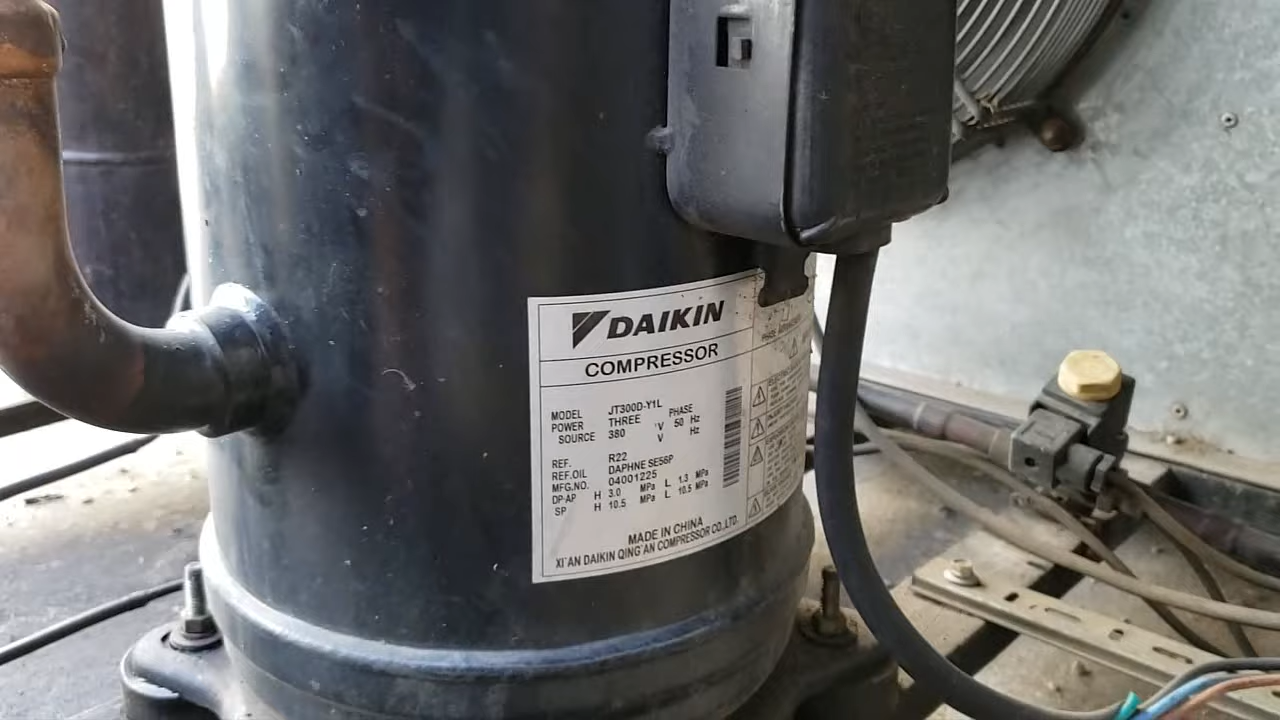 DAIKIN
COMPRESSOR
MODEL JT300D-Y1L
POWER THREE PHASE
SOURCE 380 V 50 Hz
V Hz
REF. R22
REF.OIL DAPHNE SE56P
MFG.NO. 04001225
DP-AP H 3.0 MPa L 1.3 MPa
SP H 10.5 MPa L 10.5 MPa
MADE IN CHINA
XI'AN DAIKIN QING'AN COMPRESSOR CO.,LTD.